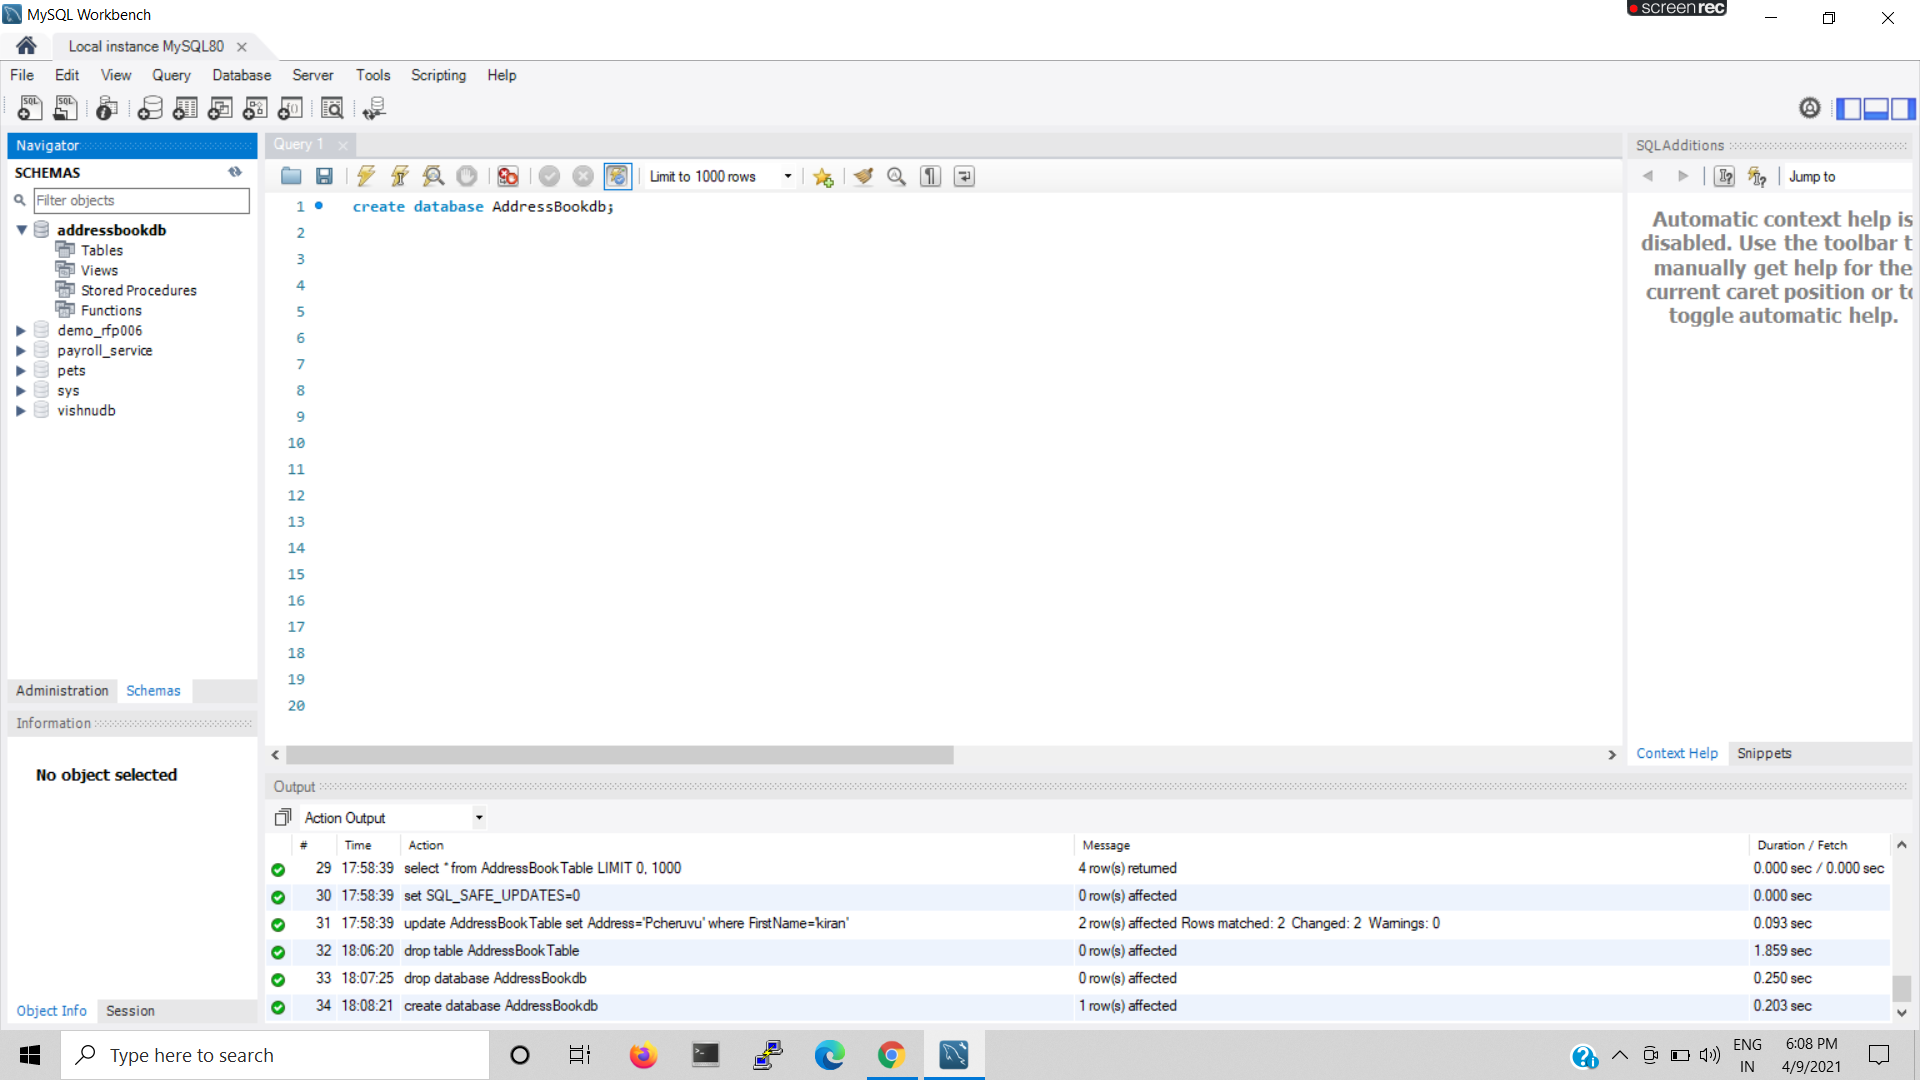 MySQL Workbench
screenrec
Local instance MySQL80
File Edit View Query Database Server Tools Scripting Help
Navigator
SCHEMAS
Filter objects
addressbookdb
Tables
Views
Stored Procedures
Functions
demo_rfp006
payroll_service
pets
sys
vishnudb
Administration Schemas
Information
No object selected
Object Info Session
Query 1
Limit to 1000 rows
1 create database AddressBookdb;
2
3
4
5
6
7
8
9
10
11
12
13
14
15
16
17
18
19
20
SQLAdditions
Jump to
Automatic context help is
disabled. Use the toolbar t
manually get help for the
current caret position or to
toggle automatic help.
Context Help Snippets
Output
Action Output
# Time Action Message Duration / Fetch
29 17:58:39 select * from AddressBookTable LIMIT 0, 1000 4 row(s) returned 0.000 sec / 0.000 sec
30 17:58:39 set SQL_SAFE_UPDATES=0 0 row(s) affected 0.000 sec
31 17:58:39 update AddressBookTable set Address='Pcheruvu' where FirstName='kiran' 2 row(s) affected Rows matched: 2 Changed: 2 Warnings: 0 0.093 sec
32 18:06:20 drop table AddressBookTable 0 row(s) affected 1.859 sec
33 18:07:25 drop database AddressBookdb 0 row(s) affected 0.250 sec
34 18:08:21 create database AddressBookdb 1 row(s) affected 0.203 sec
Type here to search
ENG
IN
6:08 PM
4/9/2021